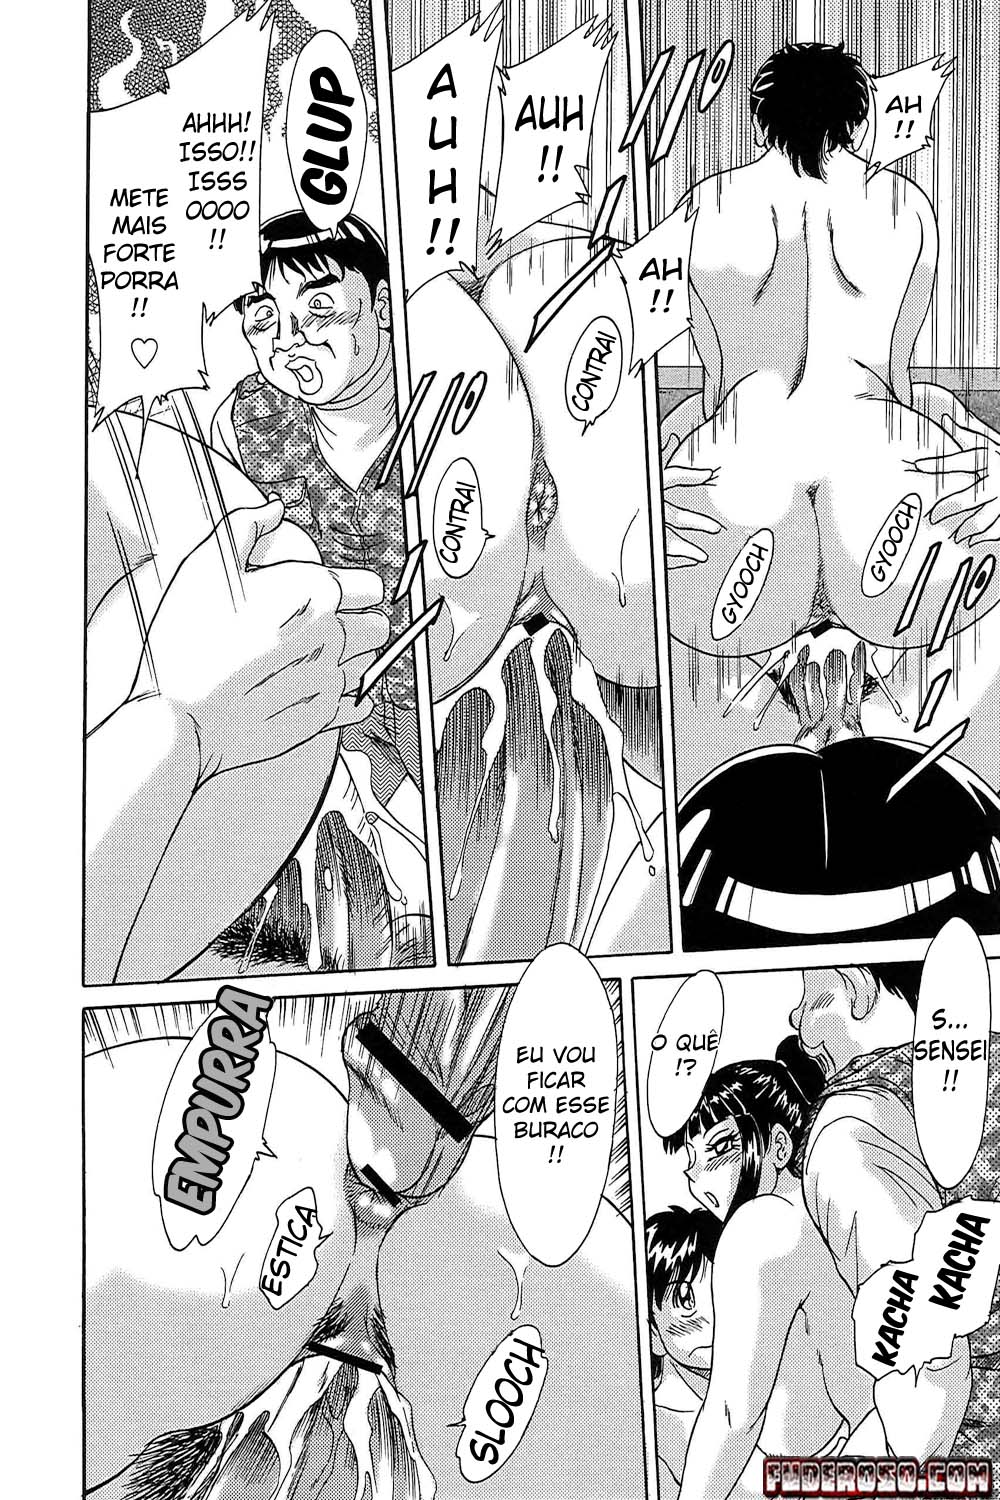 AH
!!
AH
!!
GYOOCH
GYOOCH
AUH
!!
A
U
H
!!
CONTRAI
CONTRAI
GLUP
AHHH!
ISSO!!
ISSS
OOOO
!!
METE
MAIS
FORTE
PORRA
!!
♡
S...
SENSEI
!!
O QUÊ
!?
KACHA
KACHA
EU VOU
FICAR
COM ESSE
BURACO
!!
EMPURRA
ESTICA
SLOOCH
FUDEROSO.COM